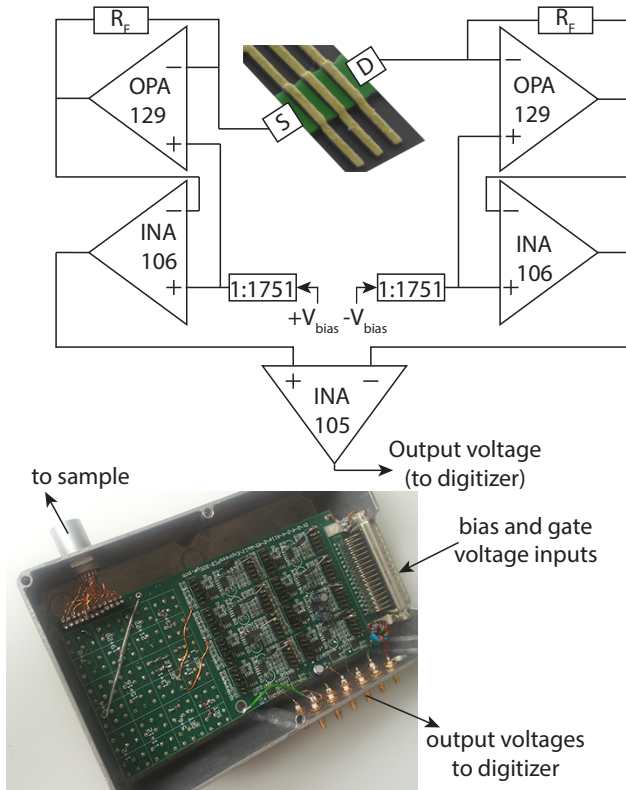 R_F
R_F
OPA
129
S
D
OPA
129
INA
106
INA
106
1:1751
1:1751
+V_bias -V_bias
INA
105
Output voltage
(to digitizer)
to sample
bias and gate
voltage inputs
output voltages
to digitizer